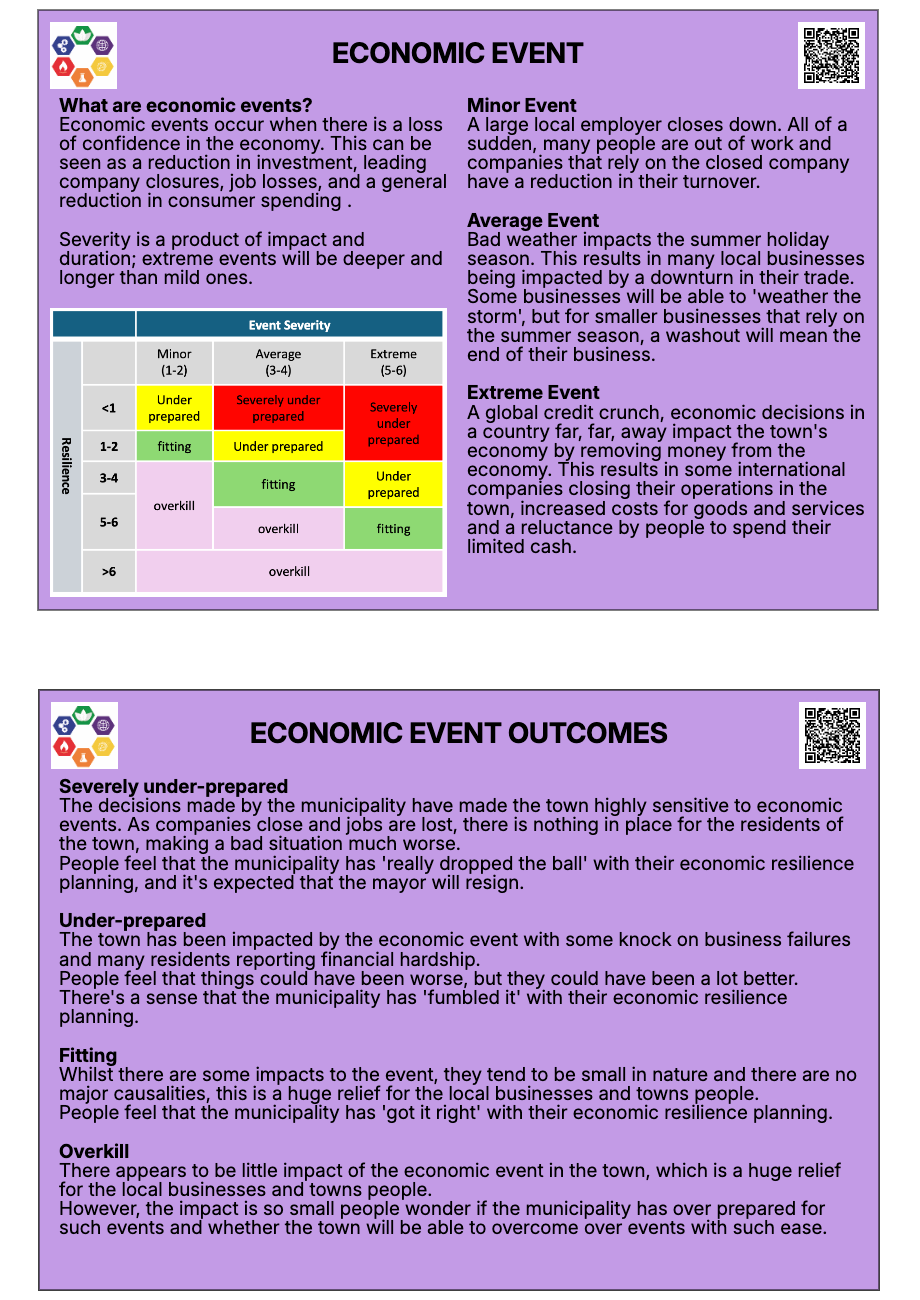 ECONOMIC EVENT
What are economic events?
Economic events occur when there is a loss
of confidence in the economy. This can be
seen as a reduction in investment, leading
company closures, job losses, and a general
reduction in consumer spending .
Severity is a product of impact and
duration; extreme events will be deeper and
longer than mild ones.
Event Severity
Minor
(1-2)
Average
(3-4)
Extreme
(5-6)
Resilience
<1
Under
prepared
Severely under
prepared
Severely
under
prepared
1-2
fitting
Under prepared
3-4
overkill
fitting
Under
prepared
5-6
overkill
fitting
>6
overkill
Minor Event
A large local employer closes down. All of a
sudden, many people are out of work and
companies that rely on the closed company
have a reduction in their turnover.
Average Event
Bad weather impacts the summer holiday
season. This results in many local businesses
being impacted by a downturn in their trade.
Some businesses will be able to 'weather the
storm', but for smaller businesses that rely on
the summer season, a washout will mean the
end of their business.
Extreme Event
A global credit crunch, economic decisions in
a country far, far, away impact the town's
economy by removing money from the
economy. This results in some international
companies closing their operations in the
town, increased costs for goods and services
and a reluctance by people to spend their
limited cash.
ECONOMIC EVENT OUTCOMES
Severely under-prepared
The decisions made by the municipality have made the town highly sensitive to economic
events. As companies close and jobs are lost, there is nothing in place for the residents of
the town, making a bad situation much worse.
People feel that the municipality has 'really dropped the ball' with their economic resilience
planning, and it's expected that the mayor will resign.
Under-prepared
The town has been impacted by the economic event with some knock on business failures
and many residents reporting financial hardship.
People feel that things could have been worse, but they could have been a lot better.
There's a sense that the municipality has 'fumbled it' with their economic resilience
planning.
Fitting
Whilst there are some impacts to the event, they tend to be small in nature and there are no
major causalities, this is a huge relief for the local businesses and towns people.
People feel that the municipality has 'got it right' with their economic resilience planning.
Overkill
There appears to be little impact of the economic event in the town, which is a huge relief
for the local businesses and towns people.
However, the impact is so small people wonder if the municipality has over prepared for
such events and whether the town will be able to overcome over events with such ease.